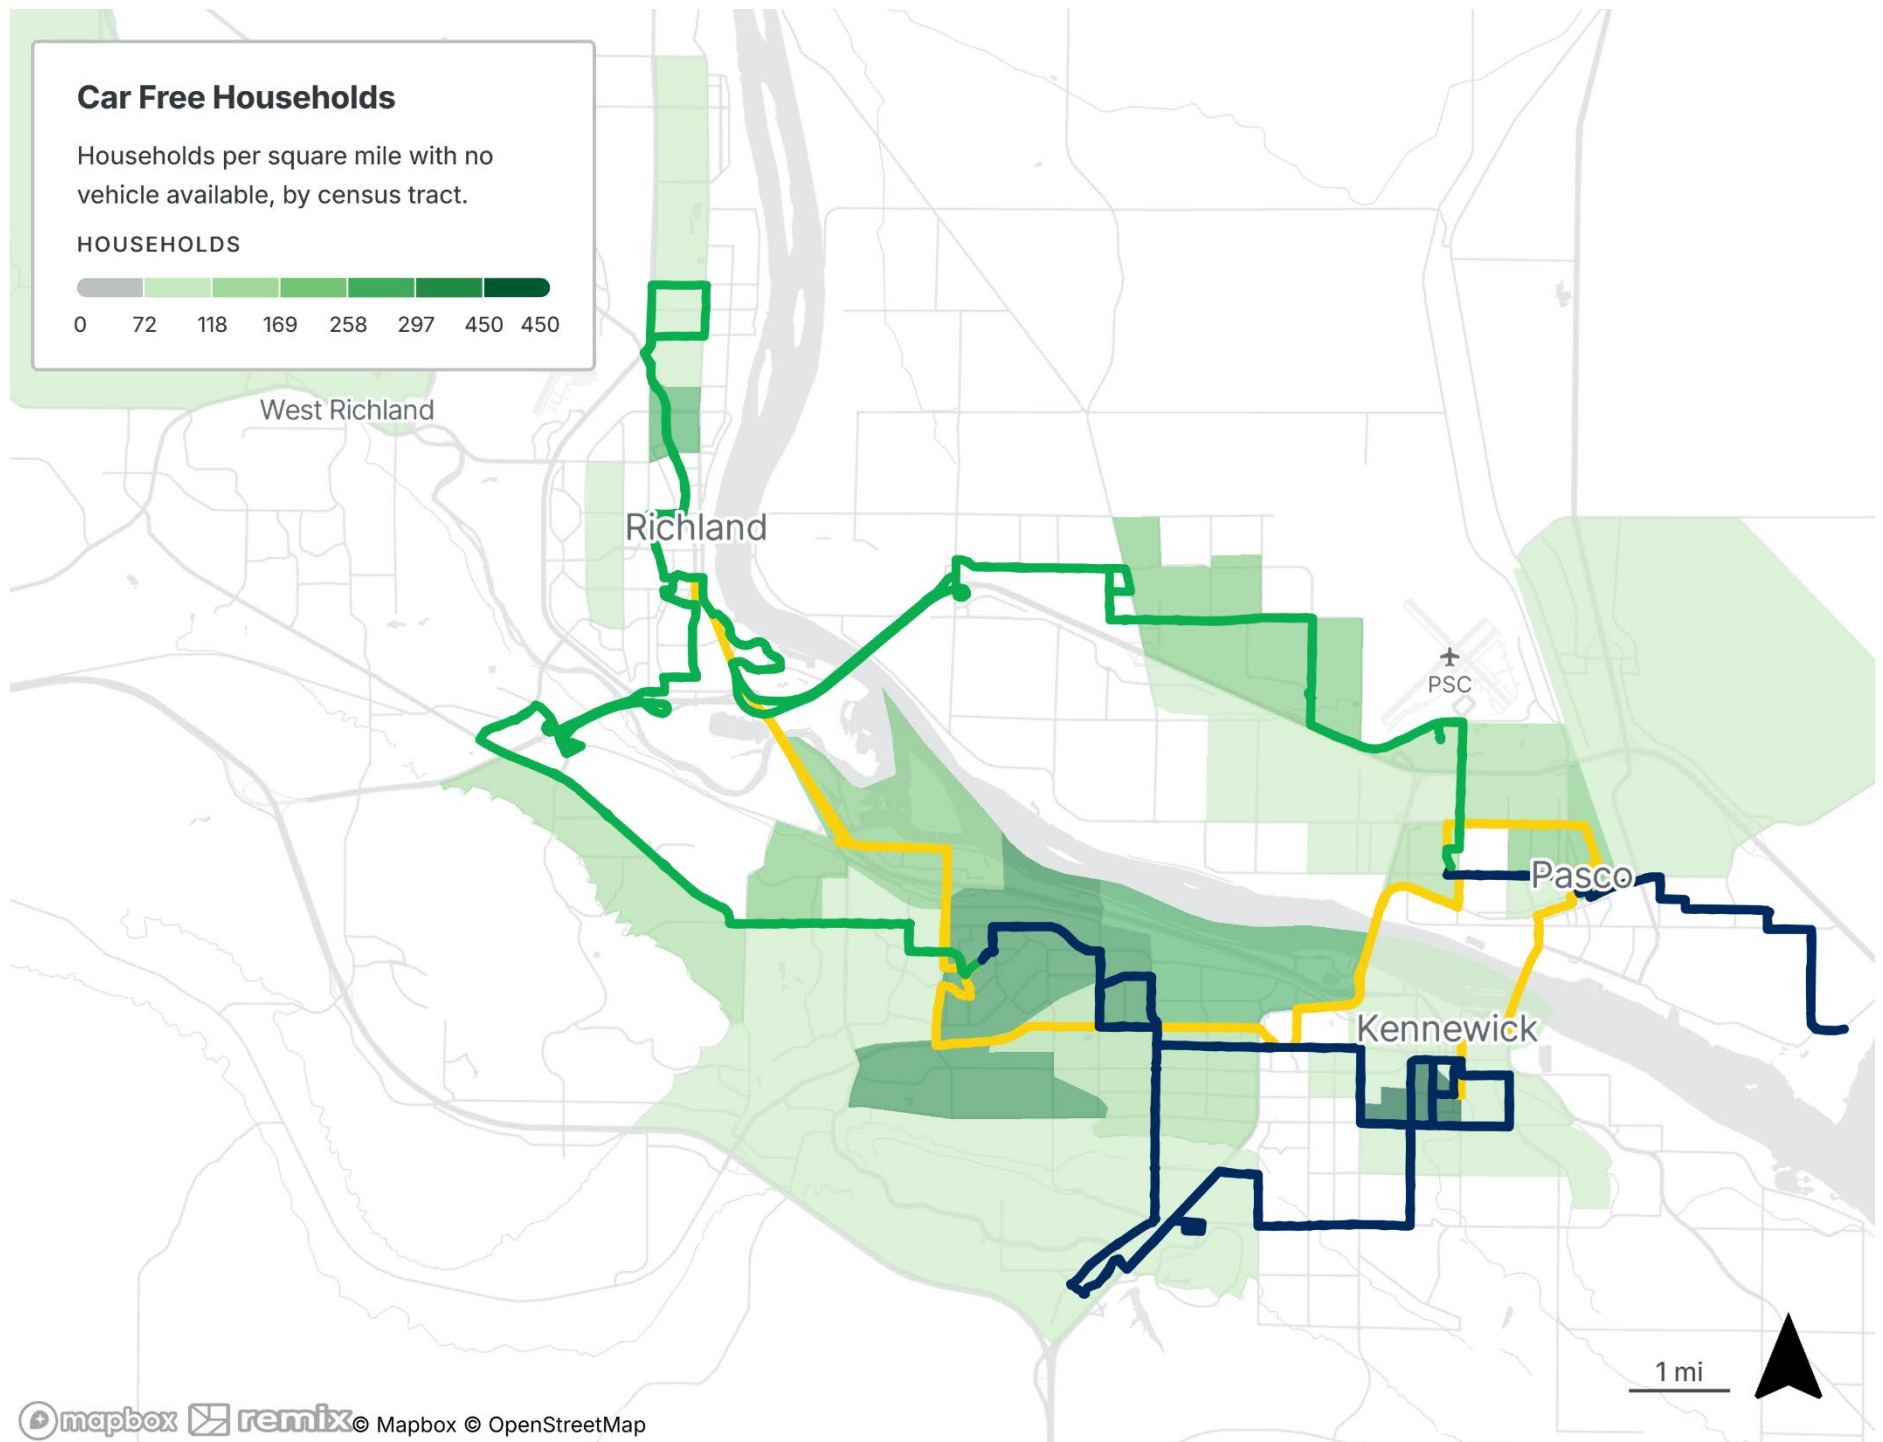 Car Free Households
Households per square mile with no
vehicle available, by census tract.
HOUSEHOLDS
0 72 118 169 258 297 450 450
West Richland
Richland
PSC
Pasco
Kennewick
1 mi
mapbox remix © Mapbox © OpenStreetMap